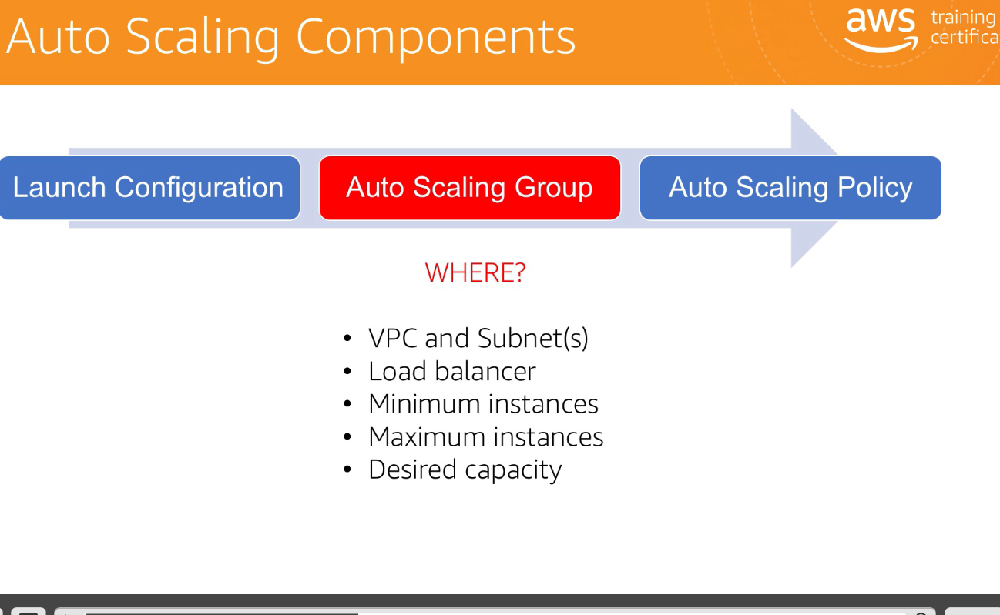 Auto Scaling Components
aws training
certifica
Launch Configuration
Auto Scaling Group
Auto Scaling Policy
WHERE?
• VPC and Subnet(s)
• Load balancer
• Minimum instances
• Maximum instances
• Desired capacity